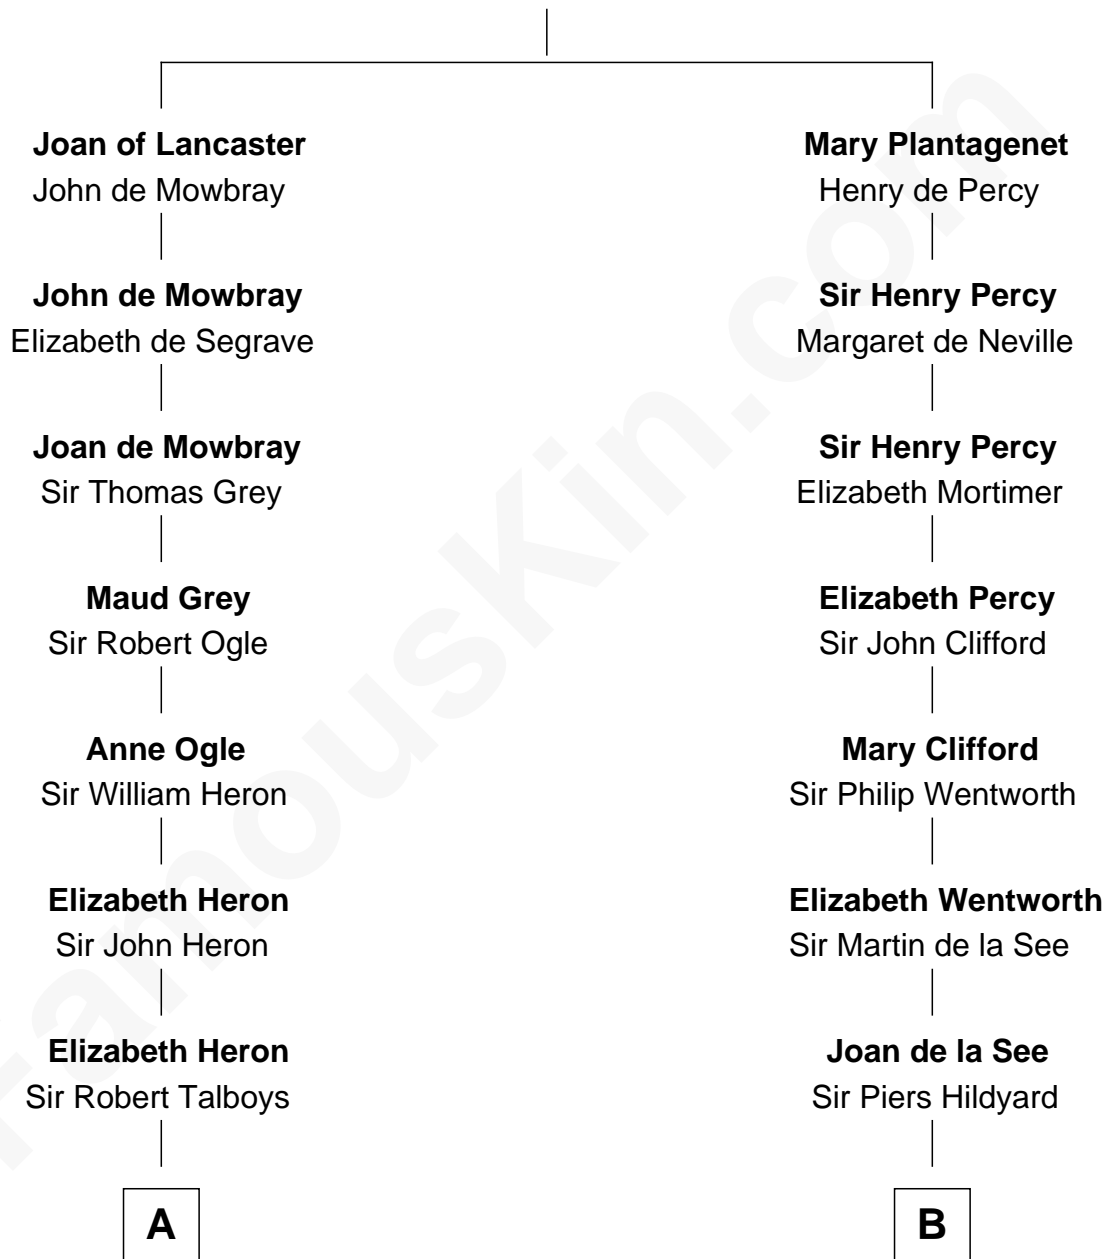 Joan of Lancaster
John de Mowbray
John de Mowbray
Elizabeth de Segrave
Joan de Mowbray
Sir Thomas Grey
Maud Grey
Sir Robert Ogle
Anne Ogle
Sir William Heron
Elizabeth Heron
Sir John Heron
Elizabeth Heron
Sir Robert Talboys
A
Mary Plantagenet
Henry de Percy
Sir Henry Percy
Margaret de Neville
Sir Henry Percy
Elizabeth Mortimer
Elizabeth Percy
Sir John Clifford
Mary Clifford
Sir Philip Wentworth
Elizabeth Wentworth
Sir Martin de la See
Joan de la See
Sir Piers Hildyard
B
FamousKin.com